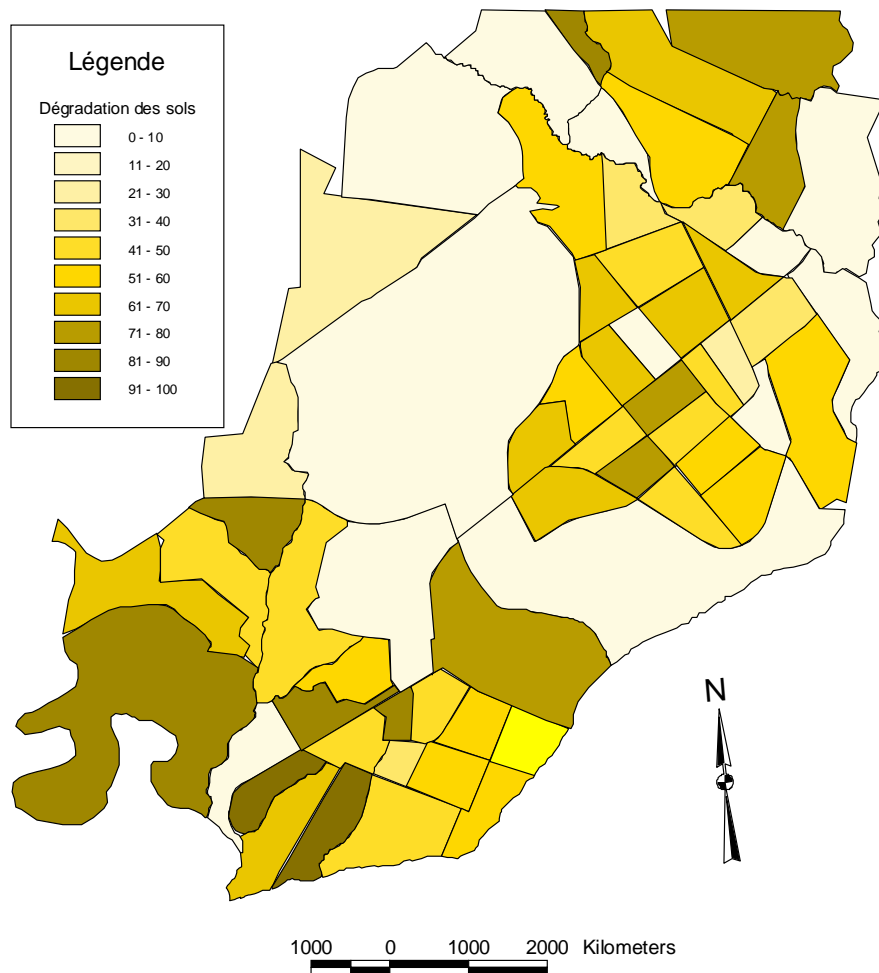 Légende
Dégradation des sols
0 - 10
11 - 20
21 - 30
31 - 40
41 - 50
51 - 60
61 - 70
71 - 80
81 - 90
91 - 100
N
1000 0 1000 2000 Kilometers